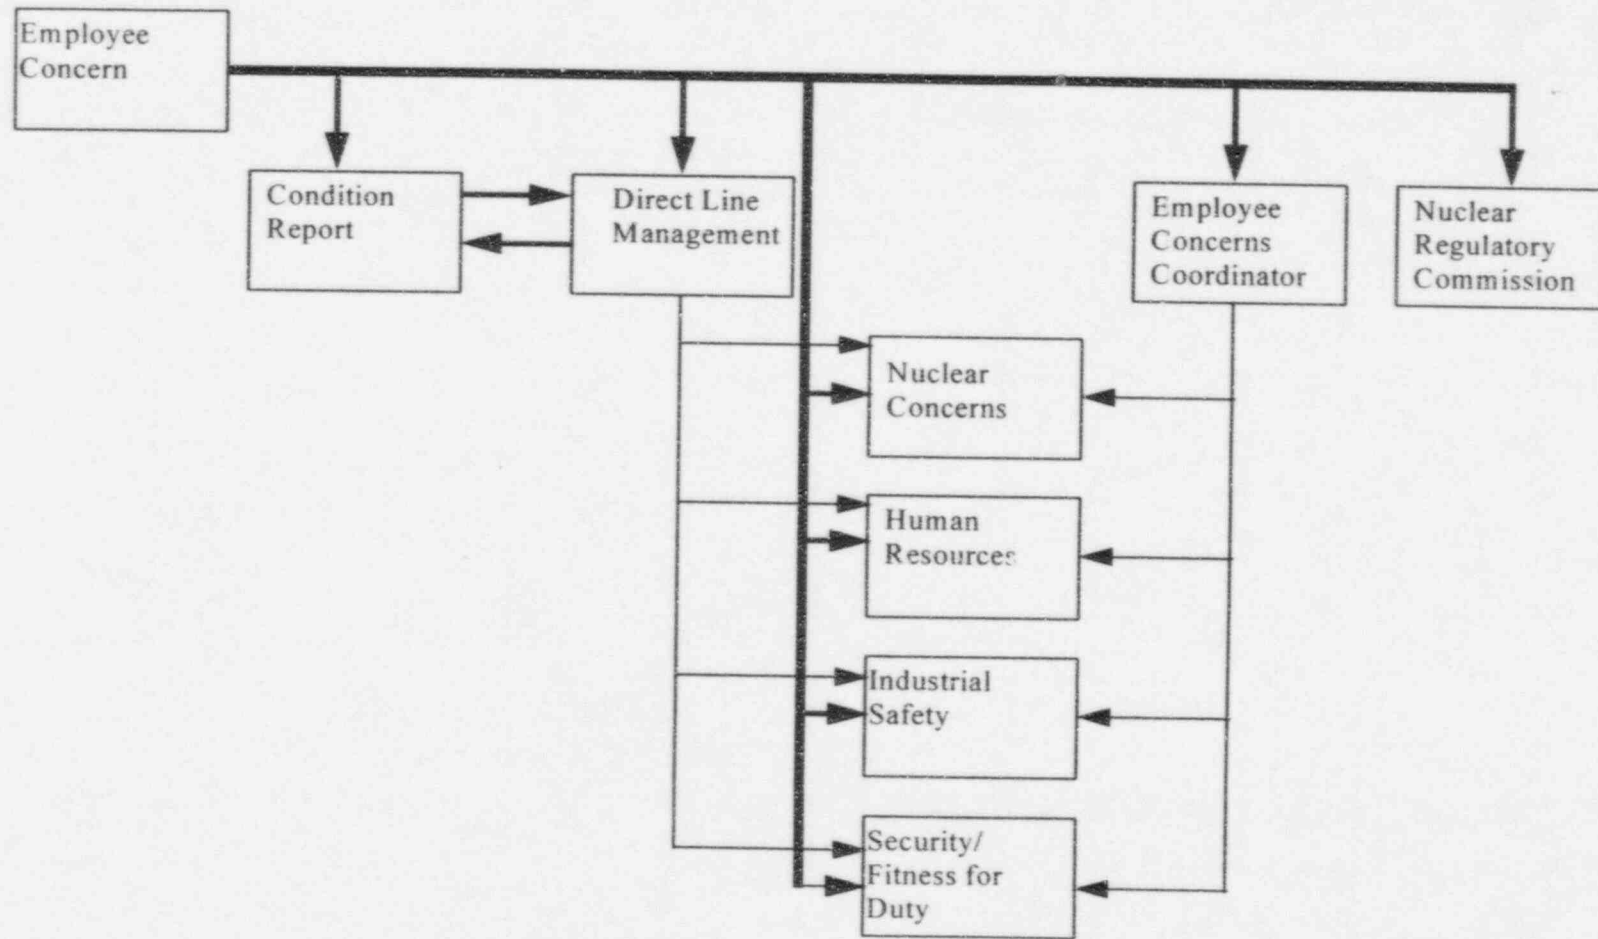 Employee
Concern
Condition
Report
Direct Line
Management
Employee
Concerns
Coordinator
Nuclear
Regulatory
Commission
Nuclear
Concerns
Human
Resources
Industrial
Safety
Security/
Fitness for
Duty